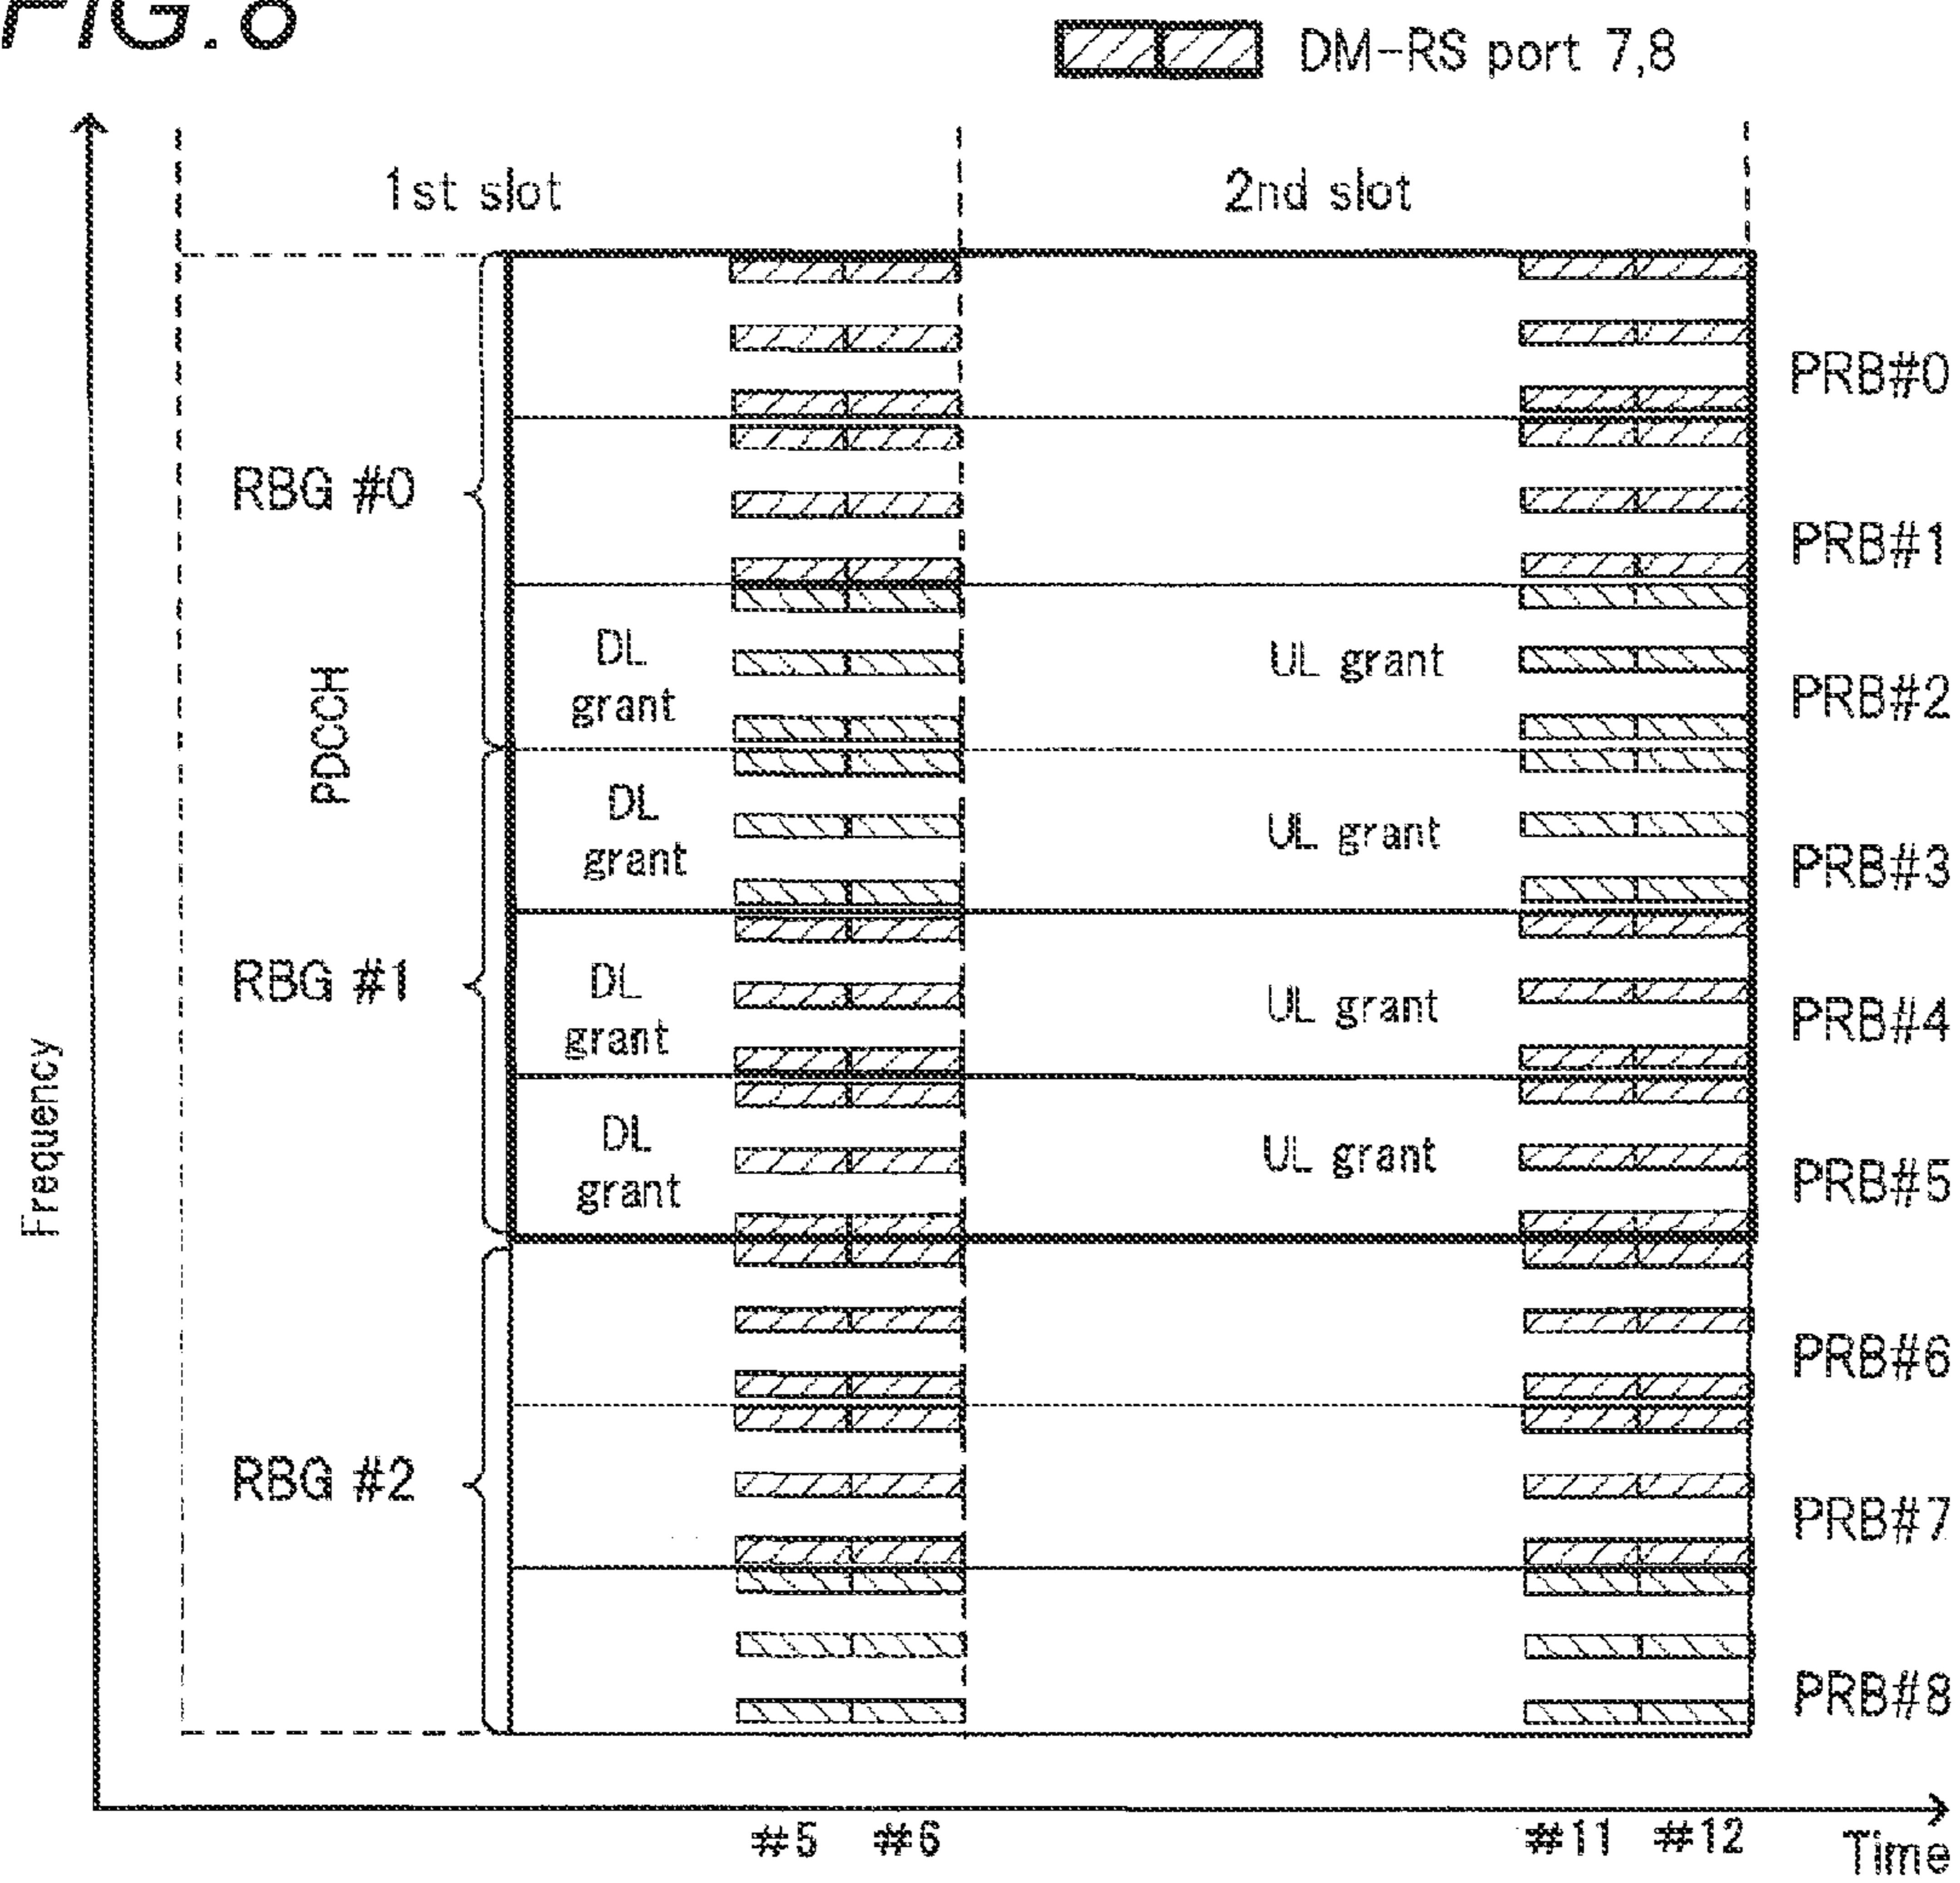 FIG. 8
DM-RS port 7,8
1st slot
2nd slot
PRB#0
RBG #0
PRB#1
DL
grant
UL grant
PRB#2
PDCCH
DL
grant
UL grant
PRB#3
RBG #1
DL
grant
UL grant
PRB#4
Frequency
DL
grant
UL grant
PRB#5
PRB#6
RBG #2
PRB#7
PRB#8
#5
#6
#11
#12
Time